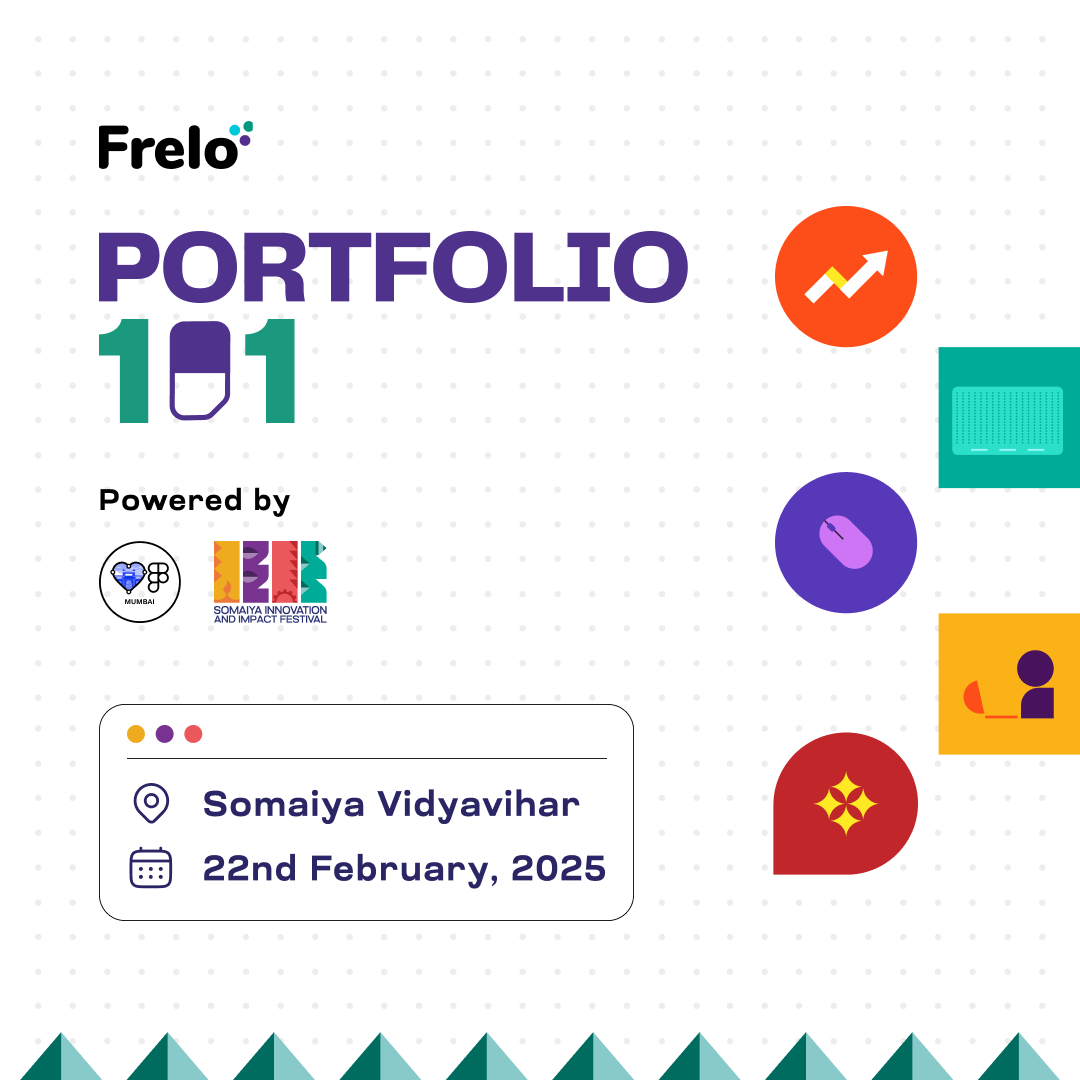 Frelo
PORTFOLIO
101
Powered by
MUMBAI
SOMAIYA INNOVATION
AND IMPACT FESTIVAL
Somaiya Vidyavihar
22nd February, 2025